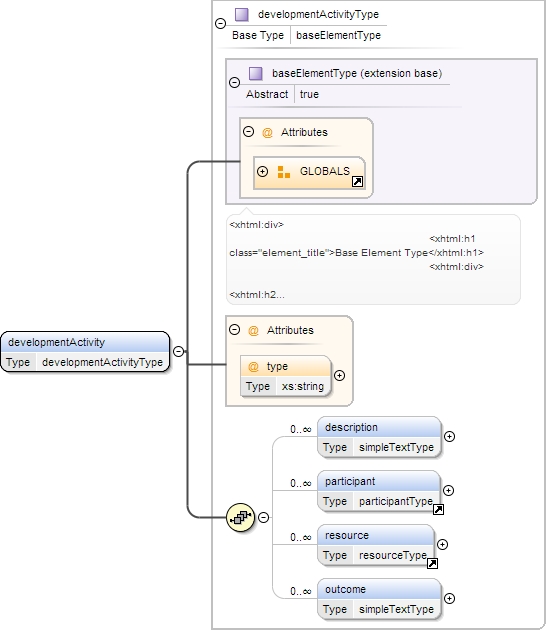 developmentActivityType
Base Type baseElementType
baseElementType (extension base)
Abstract true
@ Attributes
GLOBALS
<xhtml:div>
<xhtml:h1
class="element_title">Base Element Type</xhtml:h1>
<xhtml:div>
<xhtml:h2...
@ Attributes
@ type
Type xs:string
developmentActivity
Type developmentActivityType
0..∞ description
Type simpleTextType
0..∞ participant
Type participantType
0..∞ resource
Type resourceType
0..∞ outcome
Type simpleTextType